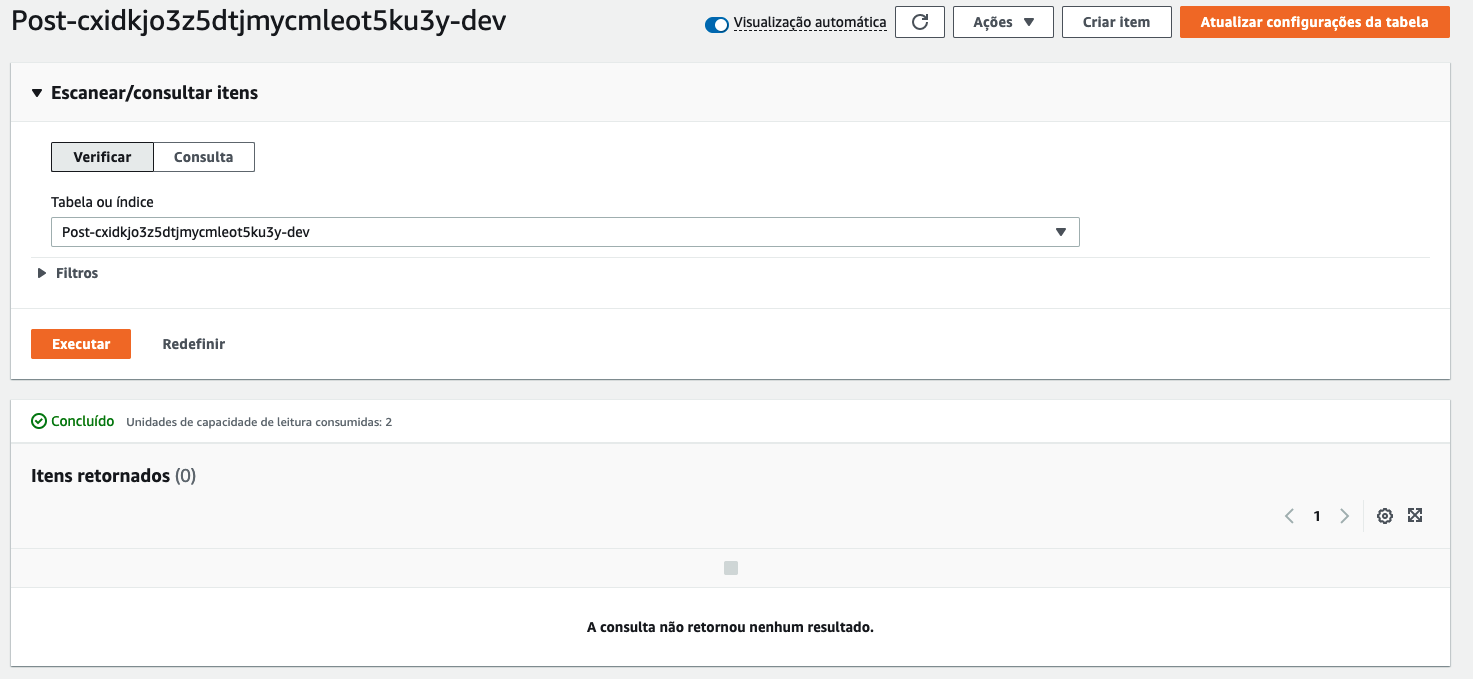 Post-cxidkjo3z5dtjmycmleot5ku3y-dev
Visualização automática
Ações
Criar item
Atualizar configurações da tabela
Escanear/consultar itens
Verificar
Consulta
Tabela ou índice
Post-cxidkjo3z5dtjmycmleot5ku3y-dev
Filtros
Executar
Redefinir
Concluído Unidades de capacidade de leitura consumidas: 2
Itens retornados (0)
1
A consulta não retornou nenhum resultado.